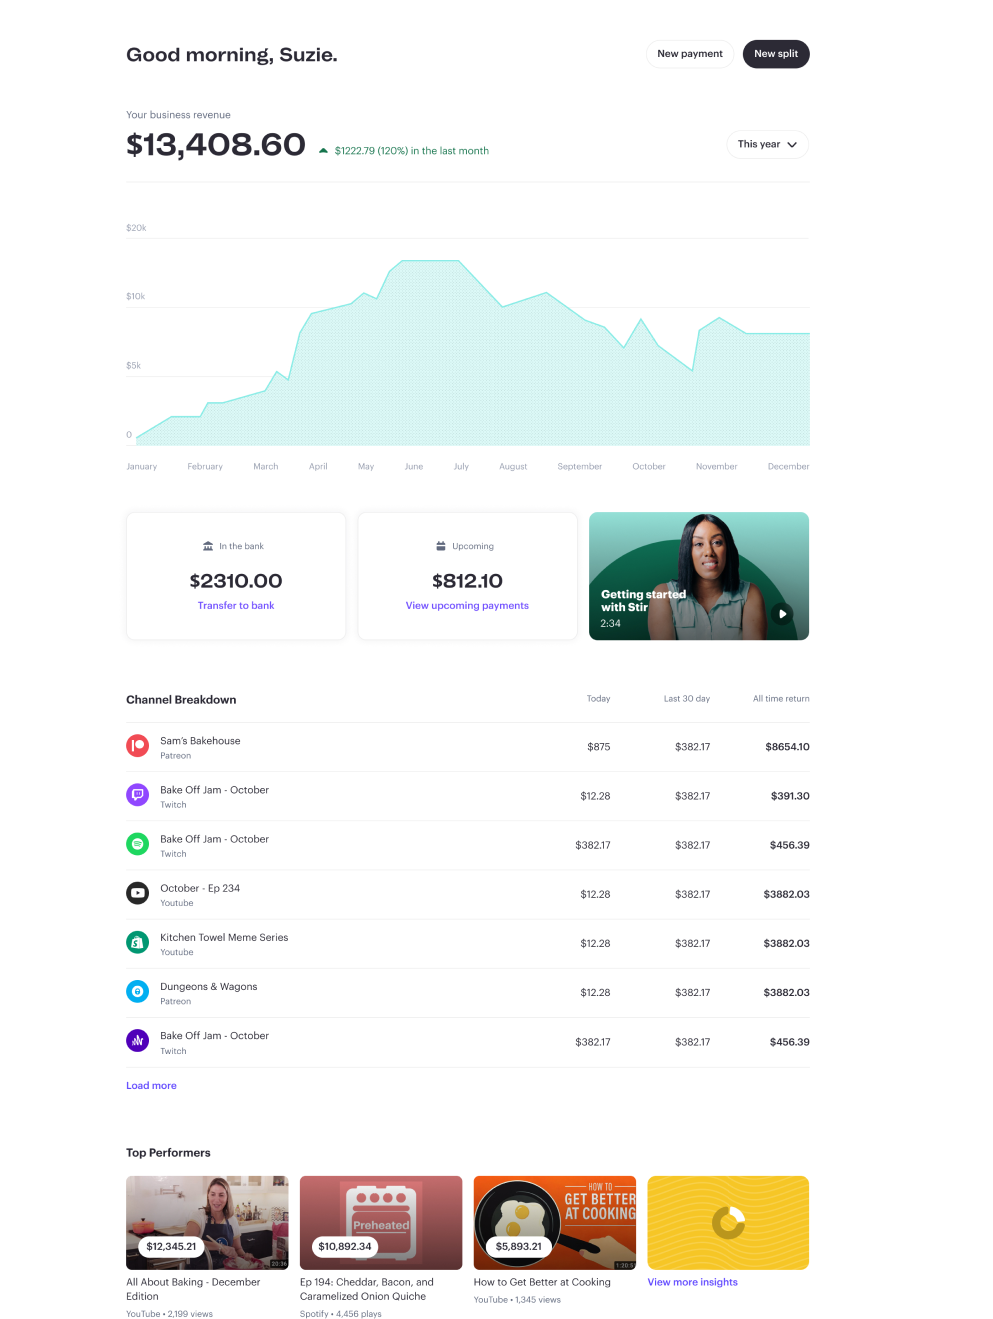 Good morning, Suzie.
New payment
New split
Your business revenue
$13,408.60
$1222.79 (120%) in the last month
This year
$20k
$10k
$5k
0
January February March April May June July August September October November December
In the bank
$2310.00
Transfer to bank
Upcoming
$812.10
View upcoming payments
Getting started
with Stir
2:34
Channel Breakdown Today Last 30 day All time return
Sam's Bakehouse
Patreon
$875 $382.17 $8654.10
Bake Off Jam - October
Twitch
$12.28 $382.17 $391.30
Bake Off Jam - October
Twitch
$382.17 $382.17 $456.39
October - Ep 234
Youtube
$12.28 $382.17 $3882.03
Kitchen Towel Meme Series
Youtube
$12.28 $382.17 $3882.03
Dungeons & Wagons
Patreon
$12.28 $382.17 $3882.03
Bake Off Jam - October
Twitch
$382.17 $382.17 $456.39
Load more
Top Performers
$12,345.21
20:36
All About Baking - December
Edition
YouTube • 2,199 views
Preheated
$10,892.34
Ep 194: Cheddar, Bacon, and
Caramelized Onion Quiche
Spotify • 4,456 plays
HOW TO
GET BETTER
AT COOKING
$5,893.21
How to Get Better at Cooking
YouTube • 1,345 views
View more insights